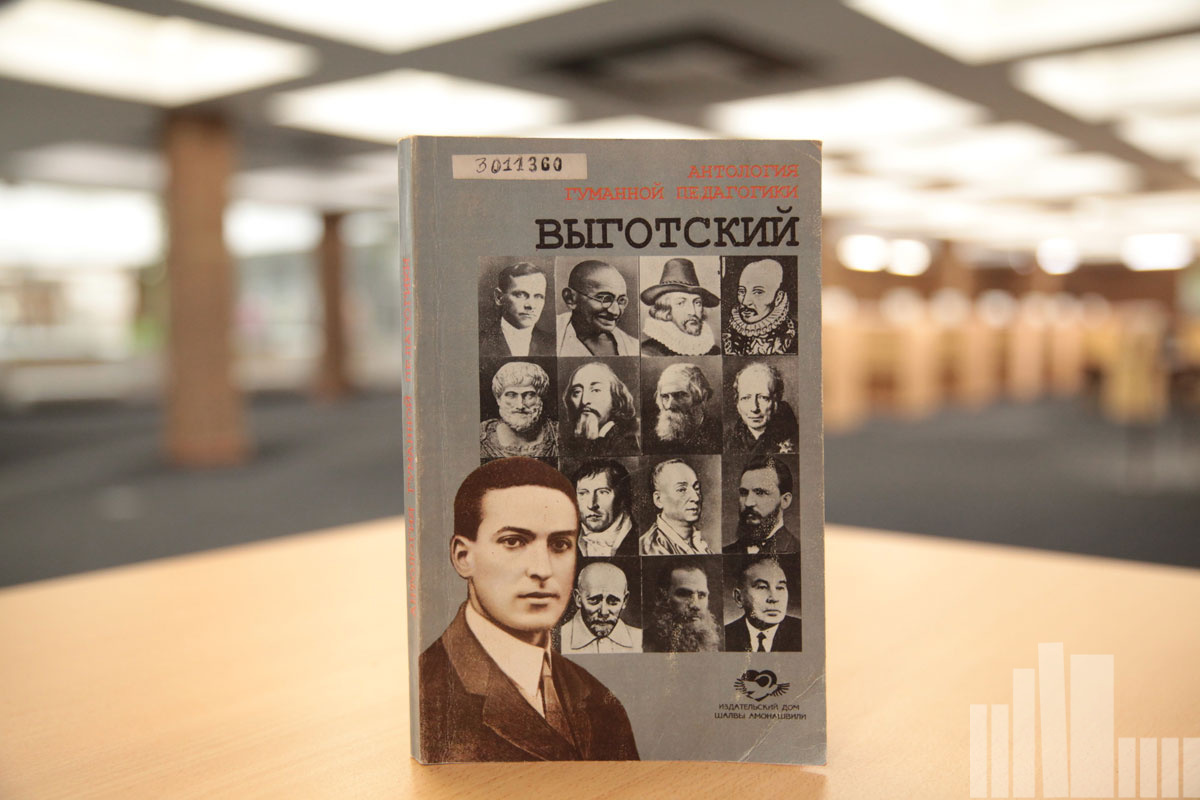 3011360
АНТОЛОГИЯ
ГУМАННОЙ ПЕДАГОГИКИ
ВЫГОТСКИЙ
ИЗДАТЕЛЬСКИЙ ДОМ
ШАЛВЫ АМОНАШВИЛИ